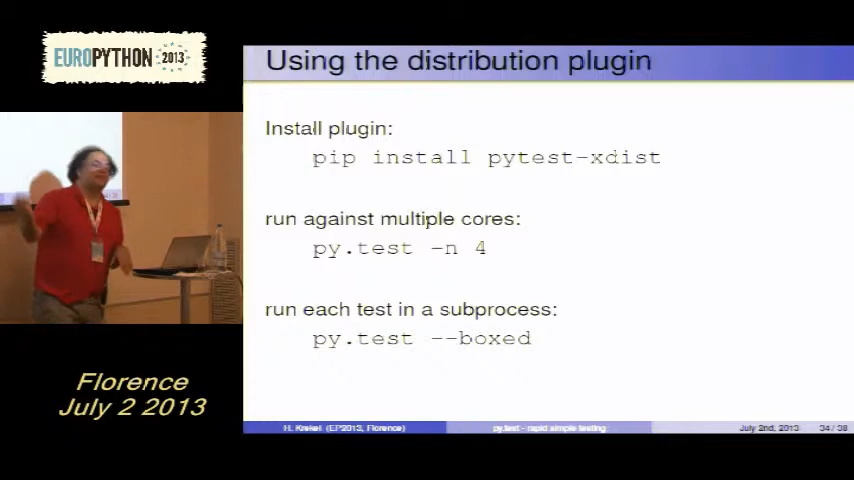 EUROPYTHON 2013
Using the distribution plugin
Install plugin:
pip install pytest-xdist
run against multiple cores:
py.test -n 4
run each test in a subprocess:
py.test --boxed
Florence
July 2 2013
H. Krekel (EP2013, Florence)
py.test - rapid simple testing
July 2nd, 2013
34 / 38